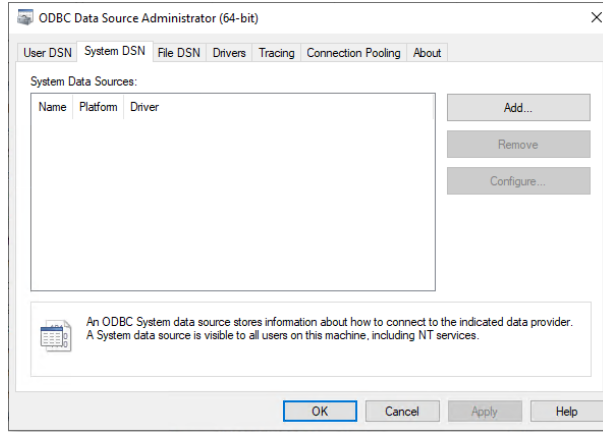 ODBC Data Source Administrator (64-bit)
User DSN System DSN File DSN Drivers Tracing Connection Pooling About
System Data Sources:
Name Platform Driver
Add...
Remove
Configure...
An ODBC System data source stores information about how to connect to the indicated data provider.
A System data source is visible to all users on this machine, including NT services.
OK Cancel Apply Help